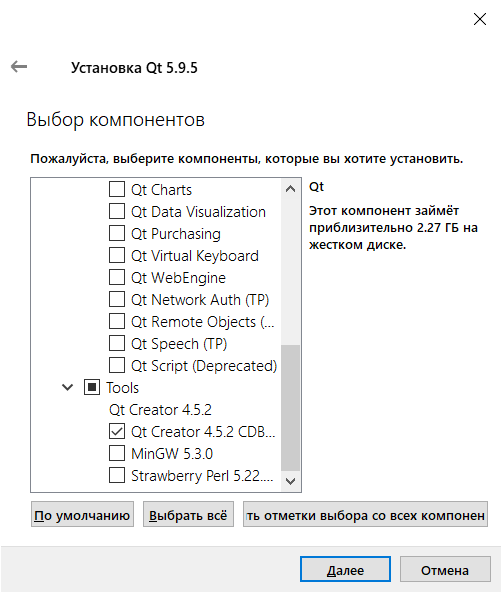 Установка Qt 5.9.5
Выбор компонентов
Пожалуйста, выберите компоненты, которые вы хотите установить.
Qt Charts
Qt Data Visualization
Qt Purchasing
Qt Virtual Keyboard
Qt WebEngine
Qt Network Auth (TP)
Qt Remote Objects (...
Qt Speech (TP)
Qt Script (Deprecated)
Tools
Qt Creator 4.5.2
Qt Creator 4.5.2 CDB...
MinGW 5.3.0
Strawberry Perl 5.22....
Qt
Этот компонент займёт
приблизительно 2.27 ГБ на
жестком диске.
По умолчанию
Выбрать всё
ть отметки выбора со всех компонен
Далее
Отмена